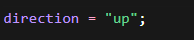 direction = "up";